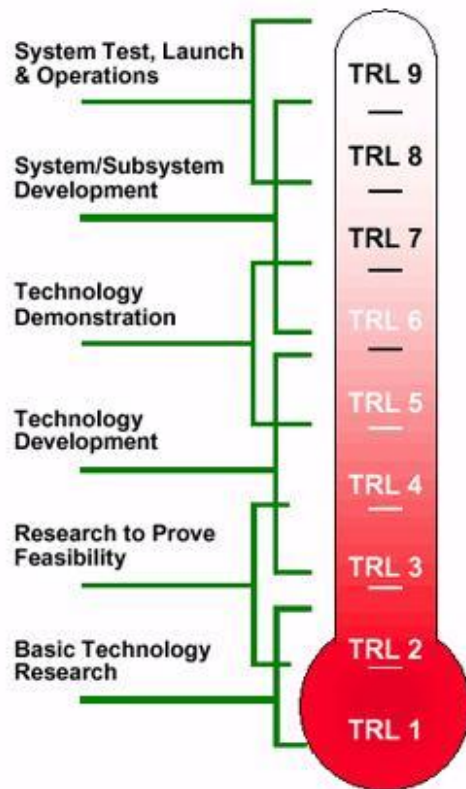 System Test, Launch
& Operations
System/Subsystem
Development
Technology
Demonstration
Technology
Development
Research to Prove
Feasibility
Basic Technology
Research
TRL 9
TRL 8
TRL 7
TRL 6
TRL 5
TRL 4
TRL 3
TRL 2
TRL 1